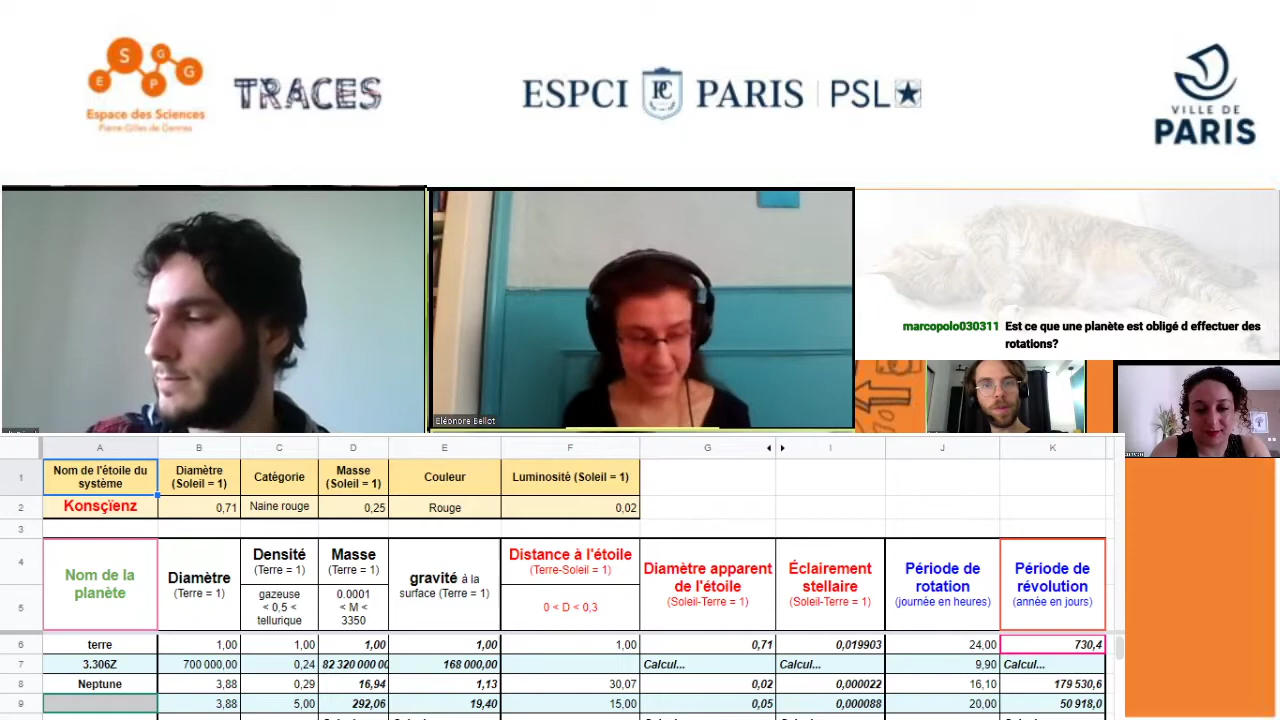 E S P G G
Espace des Sciences
Pierre-Gilles de Gennes
TRACES
ESPCI PARIS PSL
VILLE DE
PARIS
Eléonore Bellot
marcopolo030311 Est ce que une planète est obligé d effectuer des
rotations?
A B C D E F G I J K
1 Nom de l'étoile du système Diamètre (Soleil = 1) Catégorie Masse (Soleil = 1) Couleur Luminosité (Soleil = 1)
2 Konsçïenz 0,71 Naine rouge 0,25 Rouge 0,02
3
4 Nom de la planète Diamètre (Terre = 1) Densité (Terre = 1) Masse (Terre = 1) gravité à la surface (Terre = 1) Distance à l'étoile (Terre-Soleil = 1) Diamètre apparent de l'étoile (Soleil-Terre = 1) Éclairement stellaire (Soleil-Terre = 1) Période de rotation (journée en heures) Période de révolution (année en jours)
5 gazeuse < 0,5 < tellurique 0.0001 < M < 3350 0 < D < 0,3
6 terre 1,00 1,00 1,00 1,00 1,00 0,71 0,019903 24,00 730,4
7 3.306Z 700 000,00 0,24 82 320 000 00 168 000,00 Calcul... Calcul... 9,90 Calcul...
8 Neptune 3,88 0,29 16,94 1,13 30,07 0,02 0,000022 16,10 179 530,6
9 3,88 5,00 292,06 19,40 15,00 0,05 0,000088 20,00 50 918,0